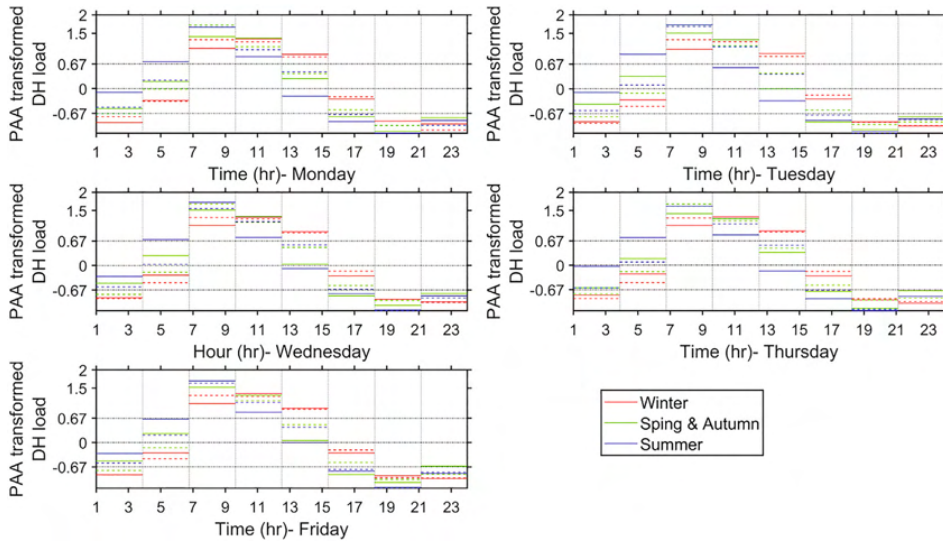 PAA transformed
DH load
2
1.5
0.67
0
-0.67
1 3 5 7 9 11 13 15 17 19 21 23
Time (hr)- Monday
PAA transformed
DH load
2
1.5
0.67
0
-0.67
1 3 5 7 9 11 13 15 17 19 21 23
Time (hr)- Tuesday
PAA transformed
DH load
2
1.5
0.67
0
-0.67
1 3 5 7 9 11 13 15 17 19 21 23
Hour (hr)- Wednesday
PAA transformed
DH load
2
1.5
0.67
0
-0.67
1 3 5 7 9 11 13 15 17 19 21 23
Time (hr)- Thursday
PAA transformed
DH load
2
1.5
0.67
0
-0.67
1 3 5 7 9 11 13 15 17 19 21 23
Time (hr)- Friday
Winter
Sping & Autumn
Summer